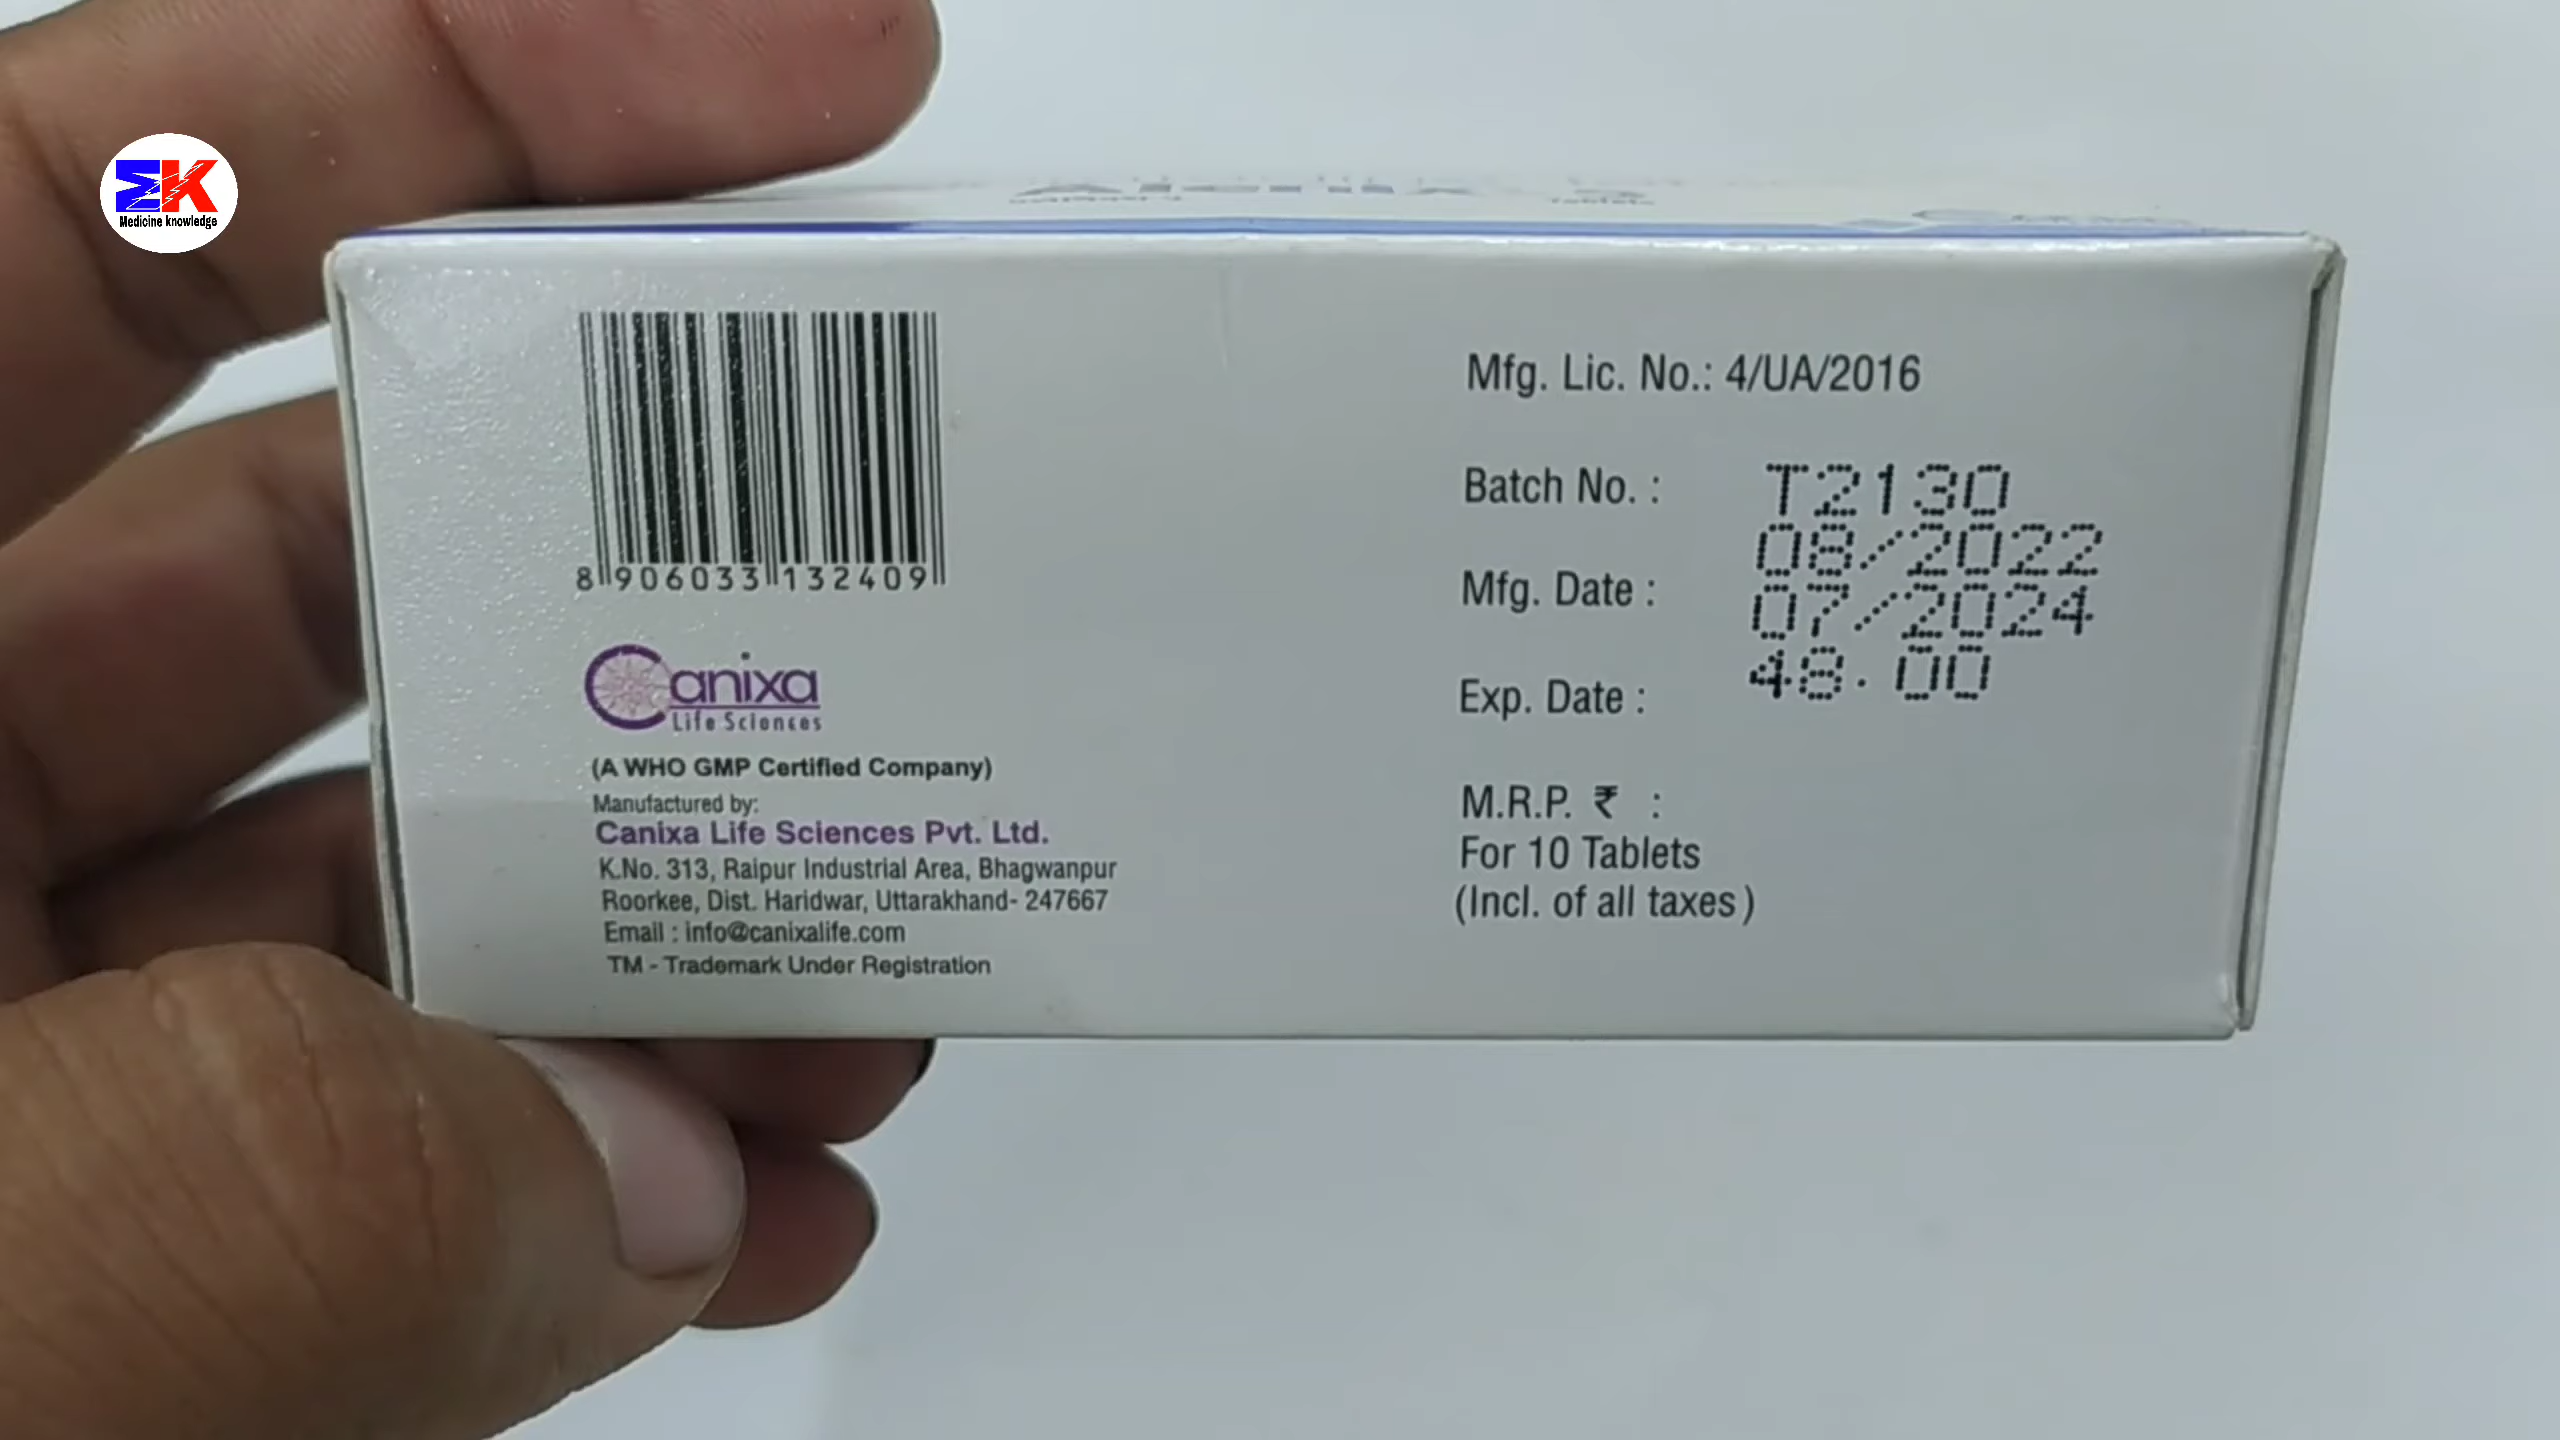 EK
Medicine knowledge
Tablets
8 906033 132409
Canixa
Life Sciences
(A WHO GMP Certified Company)
Manufactured by:
Canixa Life Sciences Pvt. Ltd.
K.No. 313, Raipur Industrial Area, Bhagwanpur
Roorkee, Dist. Haridwar, Uttarakhand- 247667
Email : info@canixalife.com
TM - Trademark Under Registration
Mfg. Lic. No.: 4/UA/2016
Batch No. : T2130
08/2022
Mfg. Date :
07/2024
Exp. Date :
48.00
M.R.P. ₹ :
For 10 Tablets
(Incl. of all taxes)